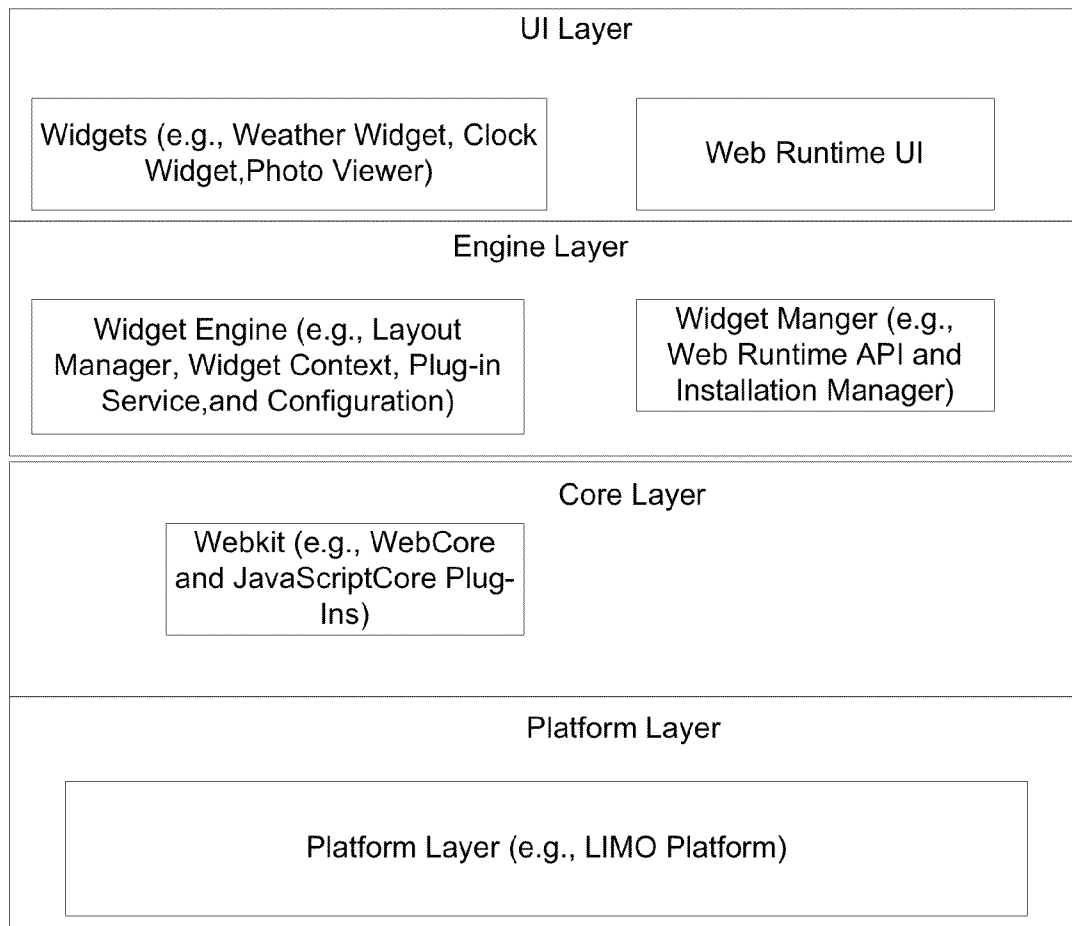 UI Layer
Widgets (e.g., Weather Widget, Clock
Widget,Photo Viewer)
Web Runtime UI
Engine Layer
Widget Engine (e.g., Layout
Manager, Widget Context, Plug-in
Service,and Configuration)
Widget Manger (e.g.,
Web Runtime API and
Installation Manager)
Core Layer
Webkit (e.g., WebCore
and JavaScriptCore Plug-
Ins)
Platform Layer
Platform Layer (e.g., LIMO Platform)